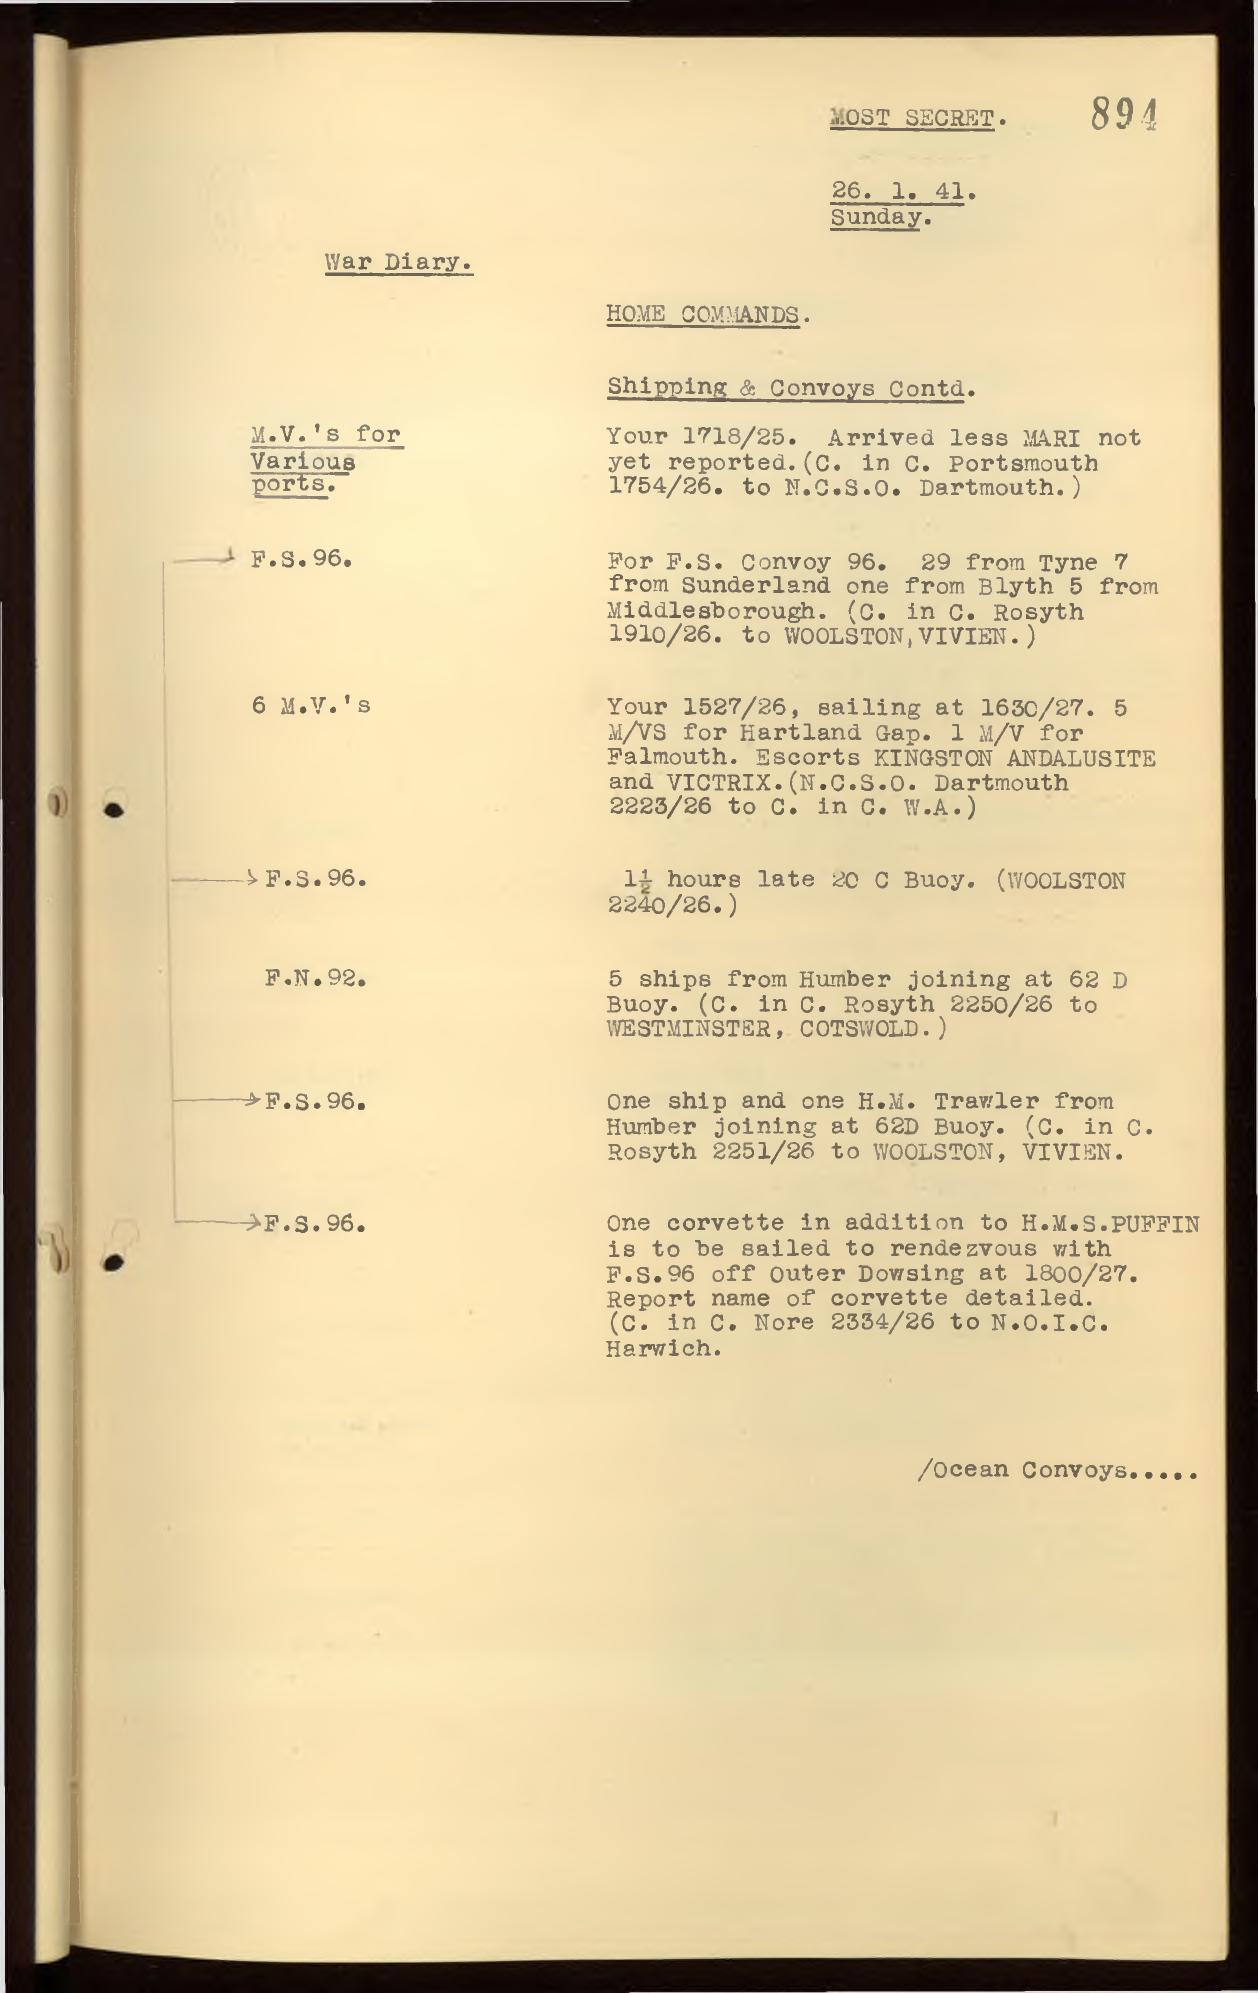 MOST SECRET. 894
26. 1. 41.
Sunday.
War Diary.
HOME COMMANDS.
Shipping & Convoys Contd.
M.V.'s for
Various
ports.
Your 1718/25. Arrived less MARI not
yet reported.(C. in C. Portsmouth
1754/26. to N.C.S.O. Dartmouth.)
F.S.96.
For F.S. Convoy 96. 29 from Tyne 7
from Sunderland one from Blyth 5 from
Middlesborough. (C. in C. Rosyth
1910/26. to WOOLSTON,VIVIEN.)
6 M.V.'s
Your 1527/26, sailing at 1630/27. 5
M/VS for Hartland Gap. 1 M/V for
Falmouth. Escorts KINGSTON ANDALUSITE
and VICTRIX.(N.C.S.O. Dartmouth
2223/26 to C. in C. W.A.)
F.S.96.
1½ hours late 20 C Buoy. (WOOLSTON
2240/26.)
F.N.92.
5 ships from Humber joining at 62 D
Buoy. (C. in C. Rosyth 2250/26 to
WESTMINSTER, COTSWOLD.)
F.S.96.
One ship and one H.M. Trawler from
Humber joining at 62D Buoy. (C. in C.
Rosyth 2251/26 to WOOLSTON, VIVIEN.
F.S.96.
One corvette in addition to H.M.S.PUFFIN
is to be sailed to rendezvous with
F.S.96 off Outer Dowsing at 1800/27.
Report name of corvette detailed.
(C. in C. Nore 2334/26 to N.O.I.C.
Harwich.
/Ocean Convoys.....